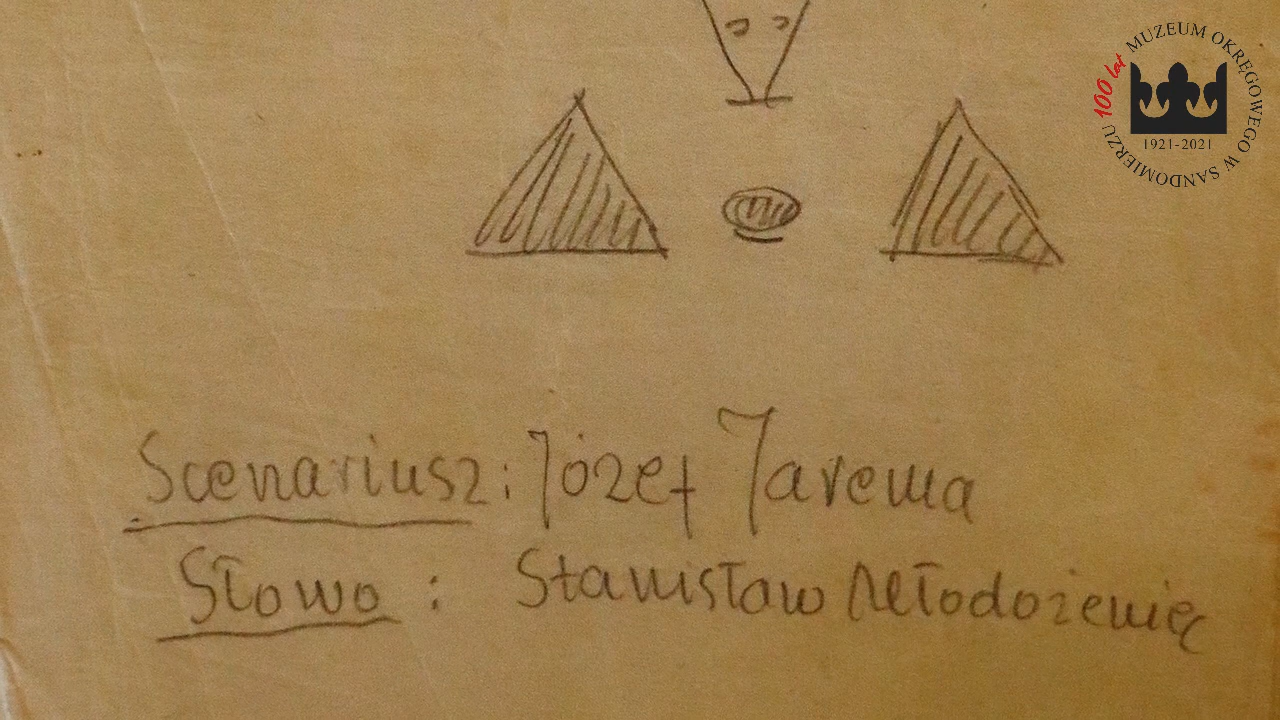 100 lat MUZEUM OKRĘGOWEGO W SANDOMIERZU
1921-2021
Scenariusz: Józef Jarema
Słowo: Stanisław Młodożeniec